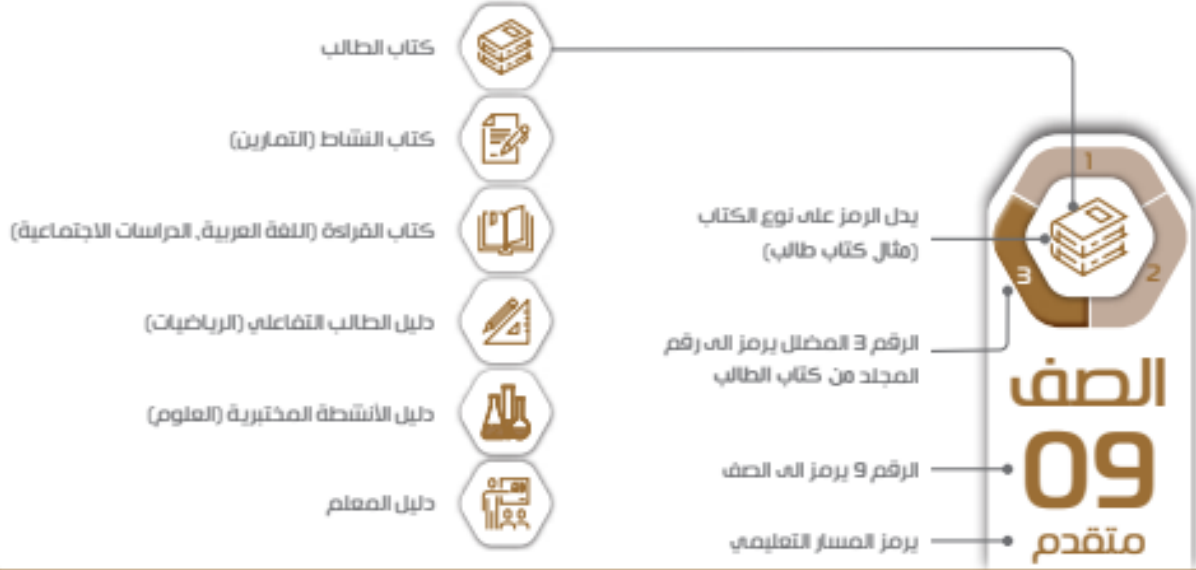 كتاب الطالب
كتاب النشاط (التمارين)
كتاب القراءة (اللغة العربية، الدراسات الاجتماعية)
دليل الطالب التفاعلي (الرياضيات)
دليل الأنشطة المختبرية (العلوم)
دليل المعلم
يدل الرمز على نوع الكتاب
(مثال كتاب طالب)
الرقم 3 المضلل يرمز الى رقم
المجلد من كتاب الطالب
الرقم 9 يرمز الى الصف
يرمز المسار التعليمي
1
2
3
الصف
09
متقدم